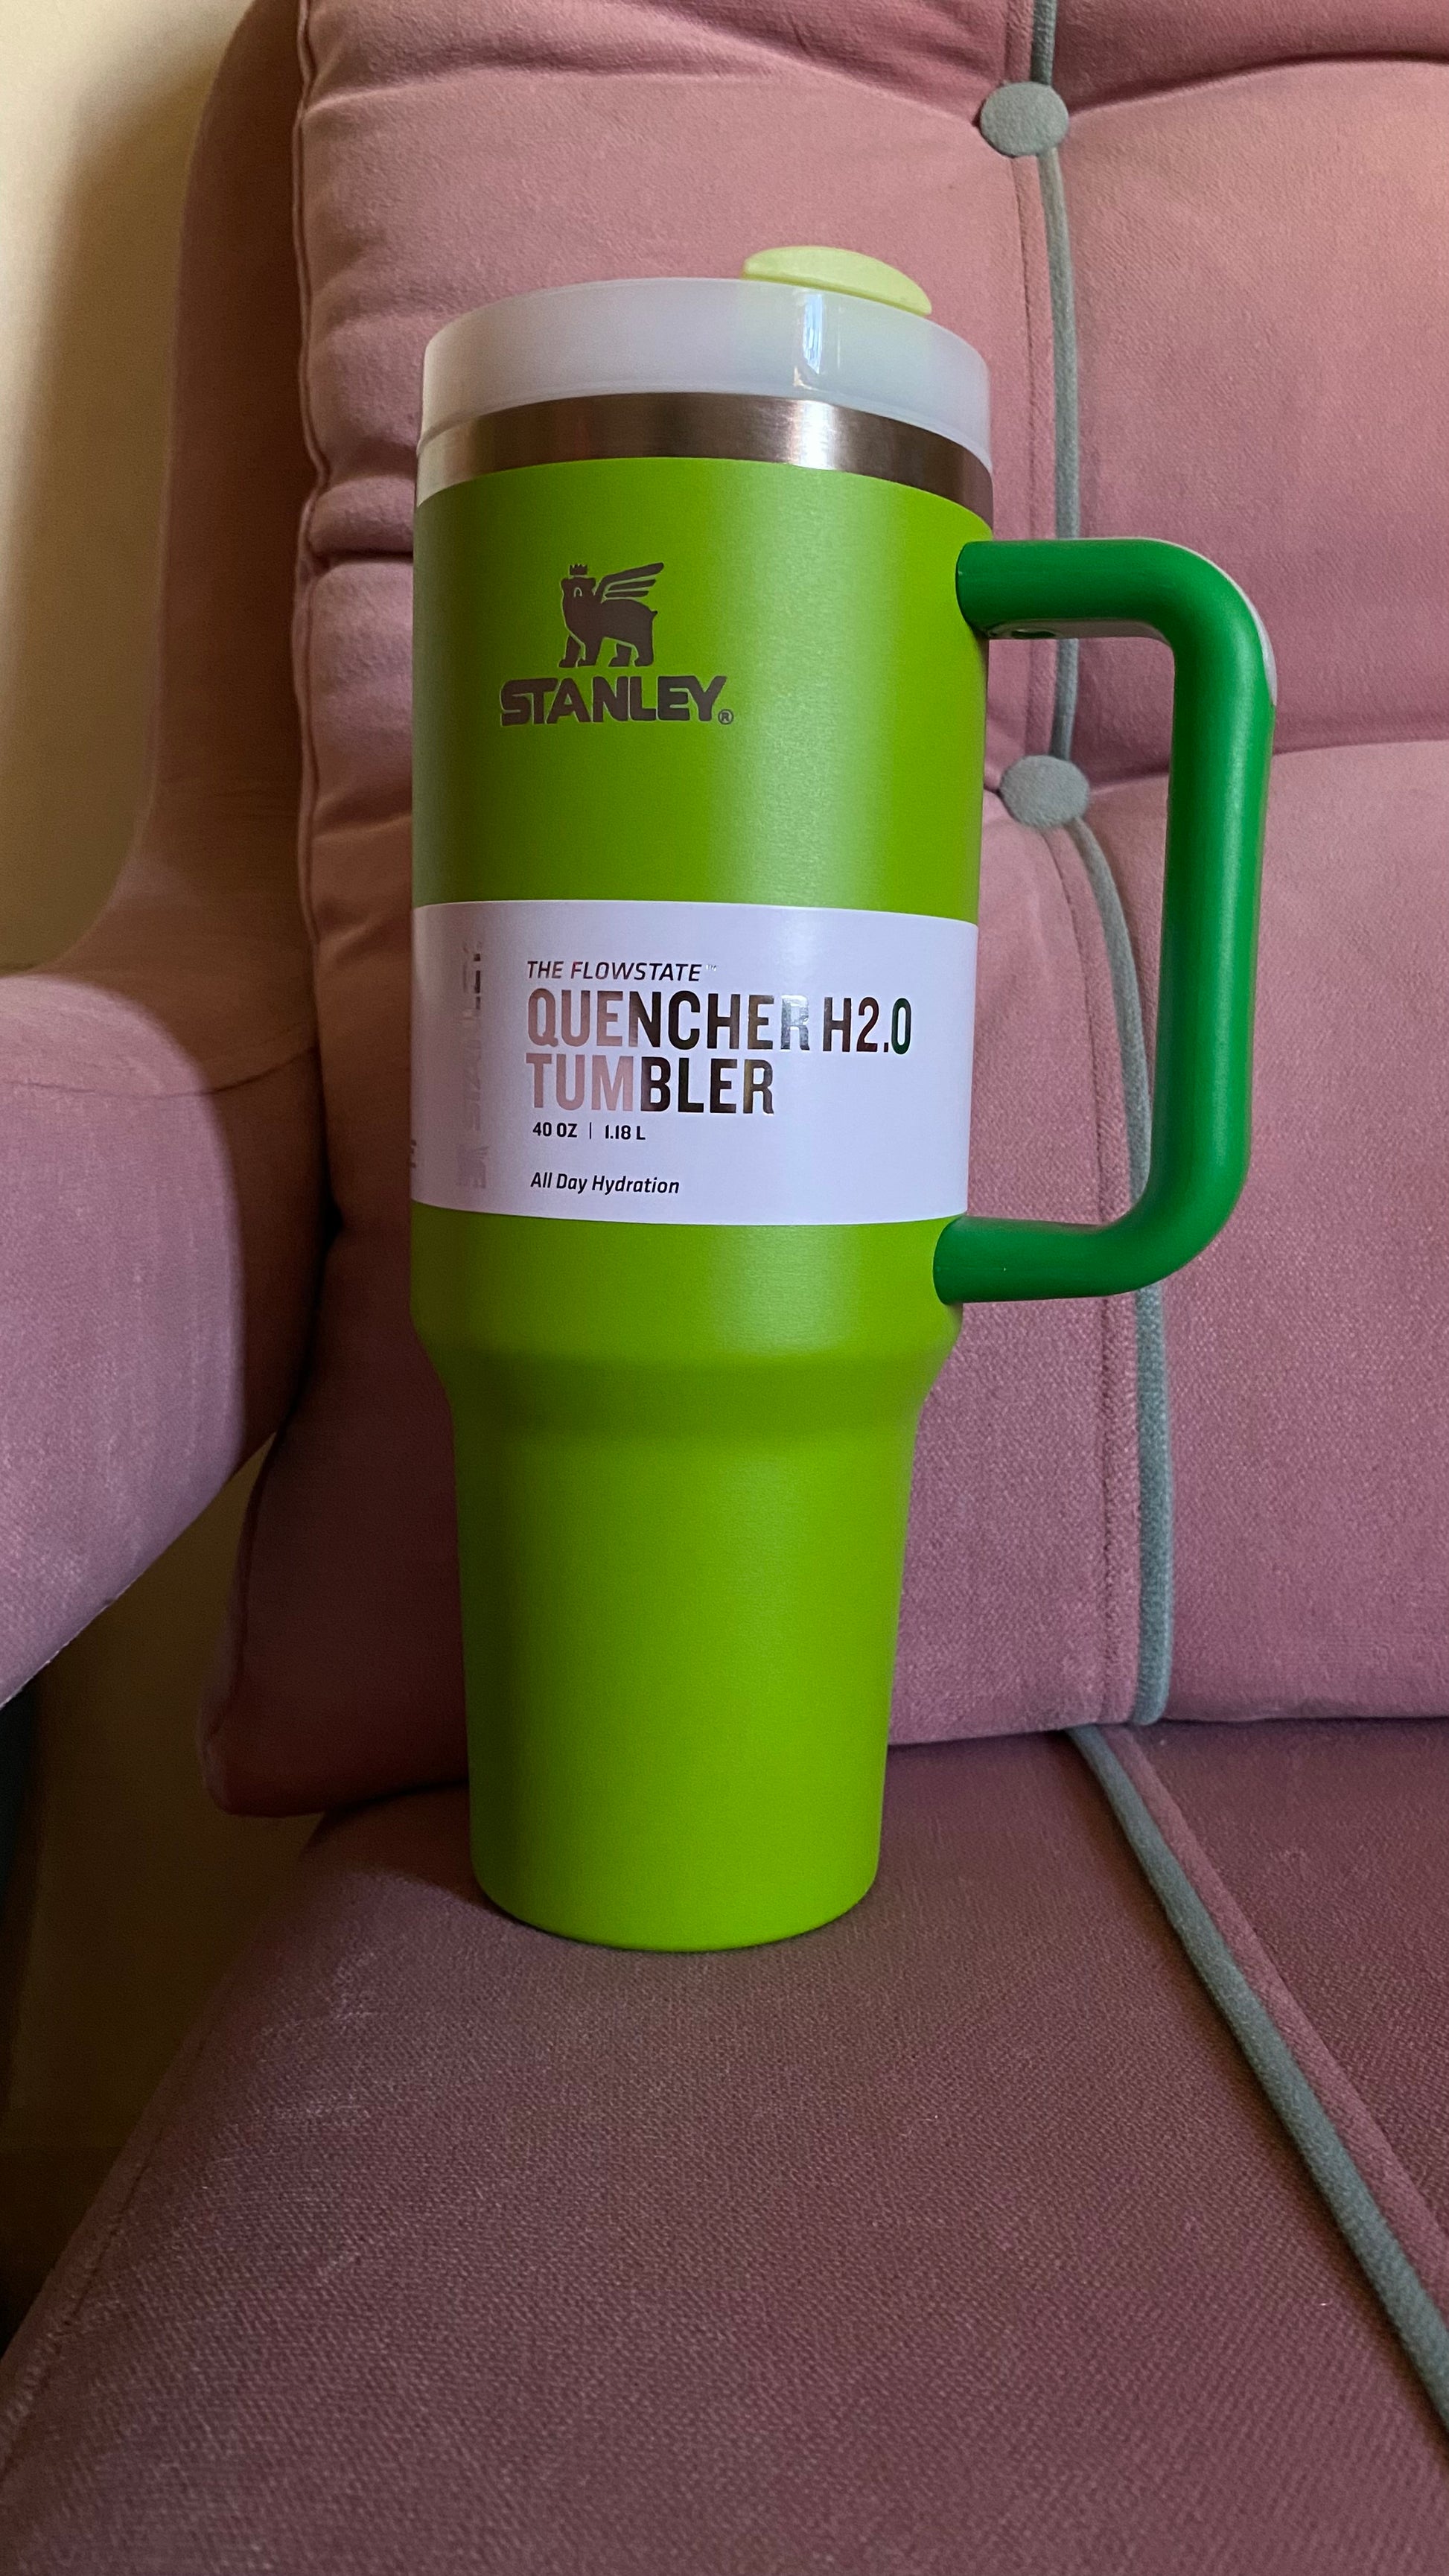 STANLEY®
THE FLOWSTATE™
QUENCHER H2.0
TUMBLER
40 OZ | 1.18 L
All Day Hydration